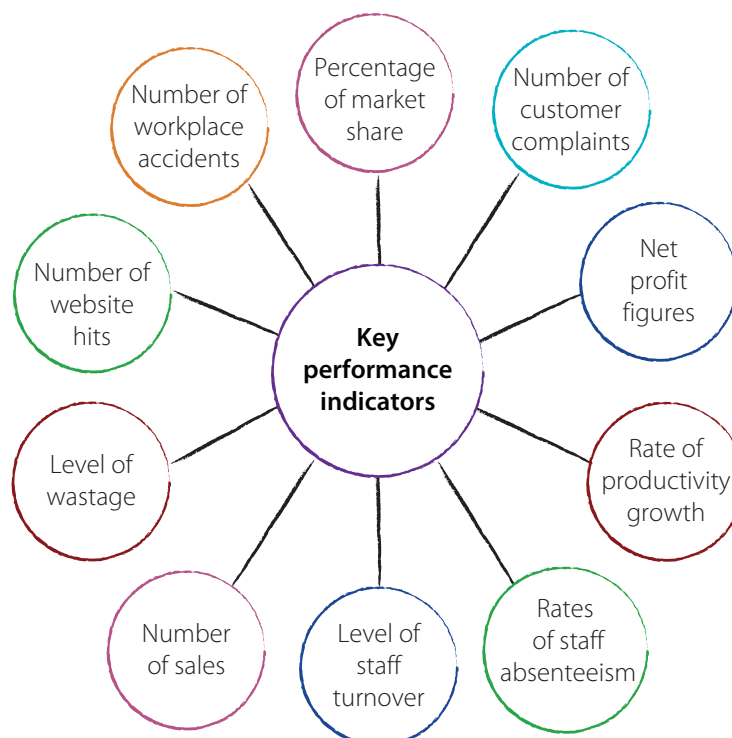 Key
performance
indicators
Percentage
of market
share
Number of
customer
complaints
Net
profit
figures
Rate of
productivity
growth
Rates
of staff
absenteeism
Level of
staff
turnover
Number
of sales
Level of
wastage
Number of
website
hits
Number of
workplace
accidents